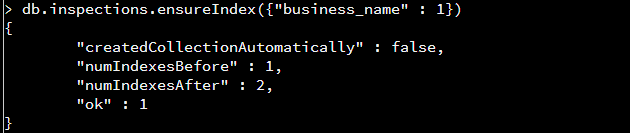 > db.inspections.ensureIndex({"business_name" : 1})
{
        "createdCollectionAutomatically" : false,
        "numIndexesBefore" : 1,
        "numIndexesAfter" : 2,
        "ok" : 1
}